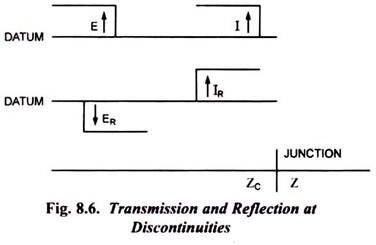 DATUM E I
DATUM E_R I_R
JUNCTION
Z_C Z
Fig. 8.6. Transmission and Reflection at
Discontinuities